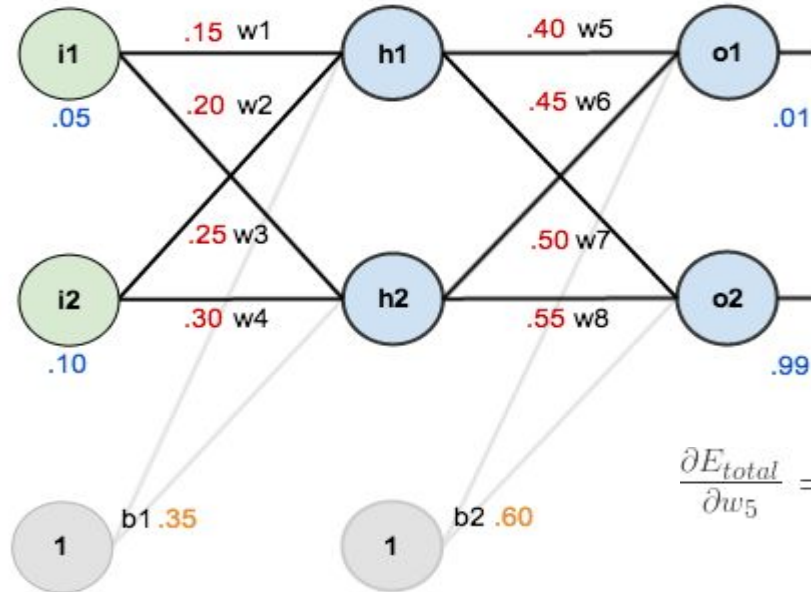 i1 .15 w1 h1 .40 w5 o1
.05 .20 w2 .45 w6 .01
.25 w3 .50 w7
i2 .30 w4 h2 .55 w8 o2
.10 .99
∂E_total/∂w_5 =
1 b1 .35 1 b2 .60